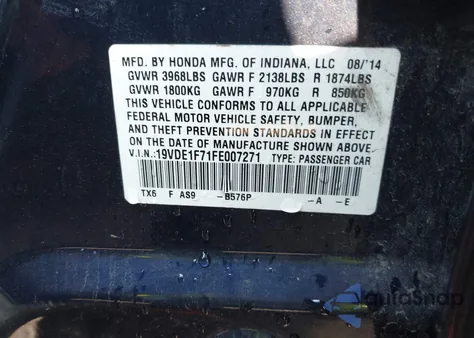 MFD. BY HONDA MFG. OF INDIANA, LLC 08/'14
GVWR 3968LBS GAWR F 2138LBS R 1874LBS
GVWR 1800KG GAWR F 970KG R 850KG
THIS VEHICLE CONFORMS TO ALL APPLICABLE
FEDERAL MOTOR VEHICLE SAFETY, BUMPER,
AND THEFT PREVENTION STANDARDS IN EFFECT
ON THE DATE OF MANUFACTURE SHOWN ABOVE.
V.I.N.:19VDE1F71FE007271 TYPE: PASSENGER CAR
TX6 F AS9 -B576P -A -E
AutoSnap